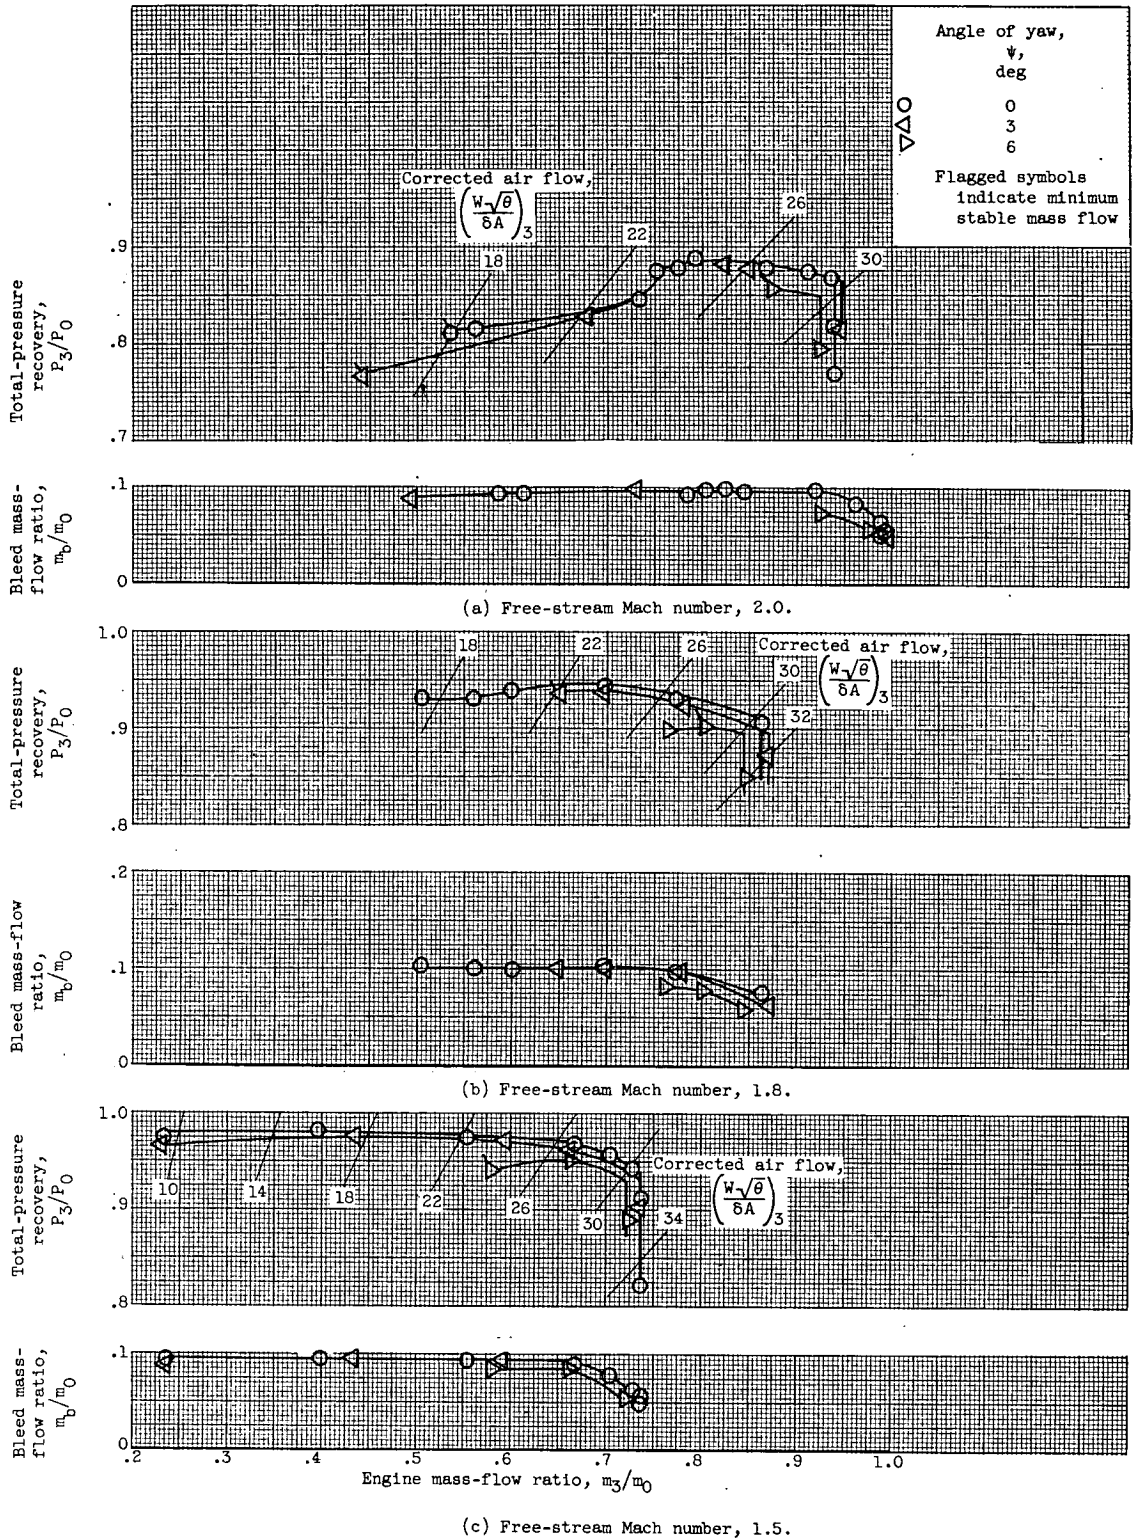 Angle of yaw,
ψ,
deg
0
3
6
Flagged symbols
indicate minimum
stable mass flow
Corrected air flow,
(W√θ/δA)3
18
22
26
30
Total-pressure
recovery,
P3/P0
.9
.8
.7
Bleed mass-
flow ratio,
mb/m0
.1
0
(a) Free-stream Mach number, 2.0.
Total-pressure
recovery,
P3/P0
1.0
.9
.8
18
22
26
30
32
Corrected air flow,
(W√θ/δA)3
Bleed mass-flow
ratio,
mb/m0
.2
.1
0
(b) Free-stream Mach number, 1.8.
Total-pressure
recovery,
P3/P0
1.0
.9
.8
10
14
18
22
26
30
34
Corrected air flow,
(W√θ/δA)3
Bleed mass-
flow ratio,
mb/m0
.1
0
.2 .3 .4 .5 .6 .7 .8 .9 1.0
Engine mass-flow ratio, m3/m0
(c) Free-stream Mach number, 1.5.